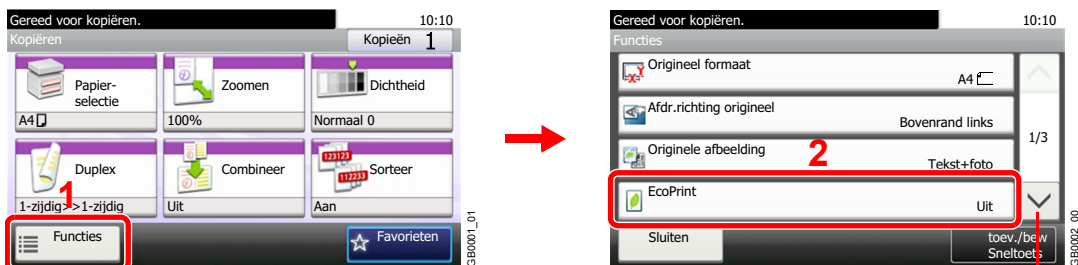 Gereed voor kopiëren. 10:10
Kopiëren Kopieën 1
Papier-
selectie
A4
Zoomen
100%
Dichtheid
Normaal 0
Duplex
1-zijdig>>1-zijdig
Combineer
Uit
123123
112233
Sorteer
Aan
1
Functies
Favorieten
GB0001_01
Gereed voor kopiëren. 10:10
Functies
Origineel formaat
A4
Afdr.richting origineel
Bovenrand links
1/3
Originele afbeelding
Tekst+foto
2
EcoPrint
Uit
Sluiten
toev./bew
Sneltoets
GB0002_00